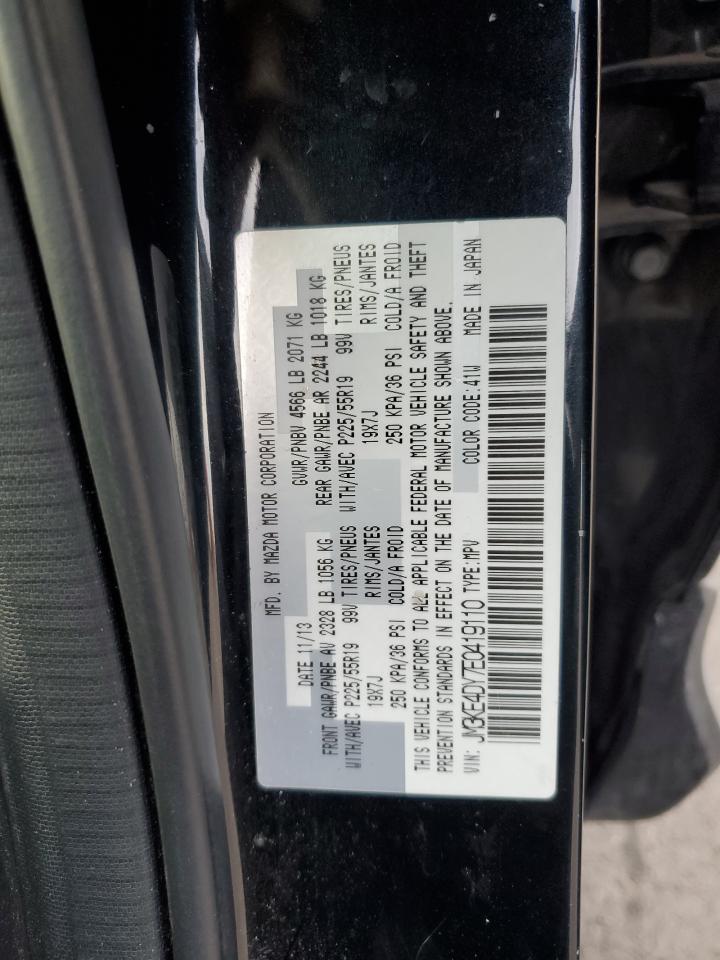 MFD. BY MAZDA MOTOR CORPORATION
DATE 11/13 GVWR/PNBV 4566 LB 2071 KG
FRONT GAWR/PNBE AV 2328 LB 1056 KG REAR GAWR/PNBE AR 2244 LB 1018 KG
WITH/AVEC P225/55R19 99V TIRES/PNEUS WITH/AVEC P225/55R19 99V TIRES/PNEUS
19X7J RIMS/JANTES 19X7J RIMS/JANTES
250 KPA/36 PSI COLD/A FROID 250 KPA/36 PSI COLD/A FROID
THIS VEHICLE CONFORMS TO ALL APPLICABLE FEDERAL MOTOR VEHICLE SAFETY AND THEFT
PREVENTION STANDARDS IN EFFECT ON THE DATE OF MANUFACTURE SHOWN ABOVE.
VIN: JM3KE4DY7E0419110 TYPE:MPV COLOR CODE:41W MADE IN JAPAN